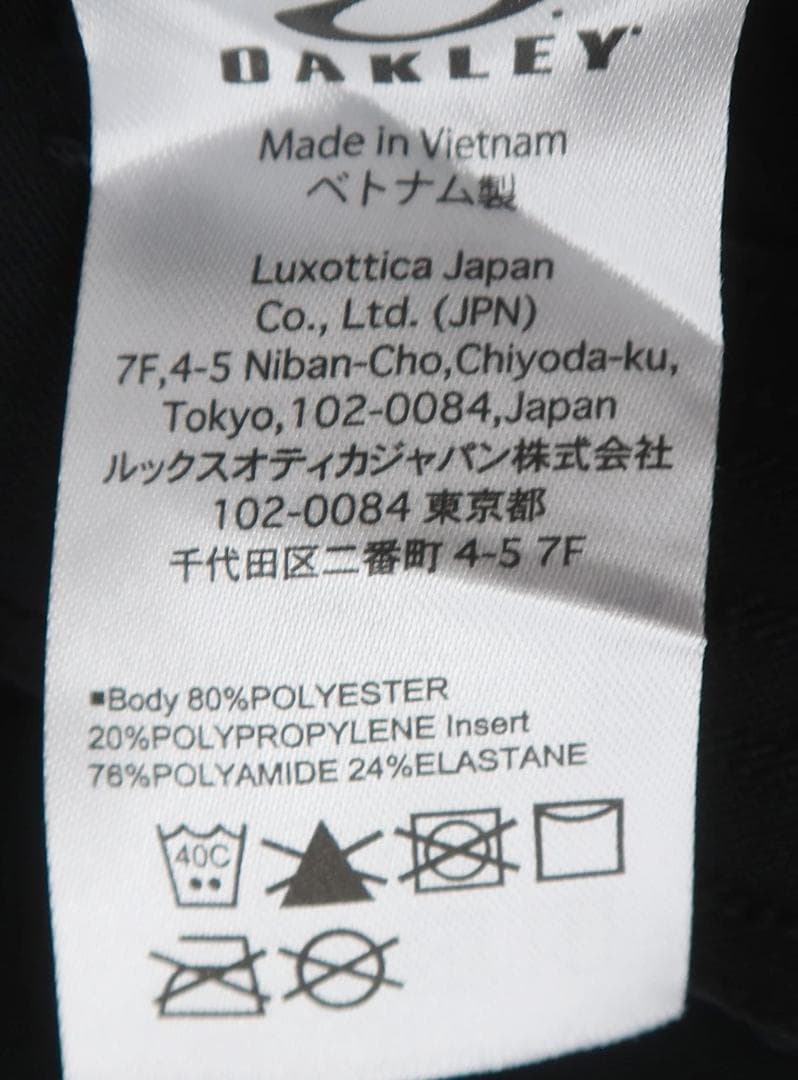 OAKLEY
Made in Vietnam
ベトナム製
Luxottica Japan
Co., Ltd. (JPN)
7F,4-5 Niban-Cho,Chiyoda-ku,
Tokyo,102-0084,Japan
ルックスオティカジャパン株式会社
102-0084 東京都
千代田区二番町 4-5 7F
▪Body 80%POLYESTER
20%POLYPROPYLENE Insert
76%POLYAMIDE 24%ELASTANE
40C